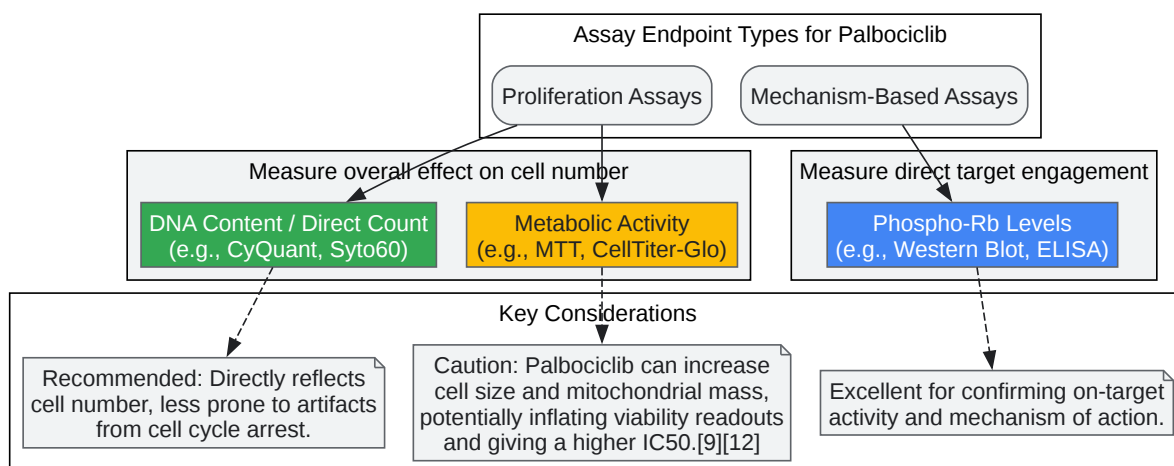 Assay Endpoint Types for Palbociclib
Proliferation Assays
Mechanism-Based Assays
Measure overall effect on cell number
Measure direct target engagement
DNA Content / Direct Count
(e.g., CyQuant, Syto60)
Metabolic Activity
(e.g., MTT, CellTiter-Glo)
Phospho-Rb Levels
(e.g., Western Blot, ELISA)
Key Considerations
Recommended: Directly reflects
cell number, less prone to artifacts
from cell cycle arrest.
Caution: Palbociclib can increase
cell size and mitochondrial mass,
potentially inflating viability readouts
and giving a higher IC50.[9][12]
Excellent for confirming on-target
activity and mechanism of action.